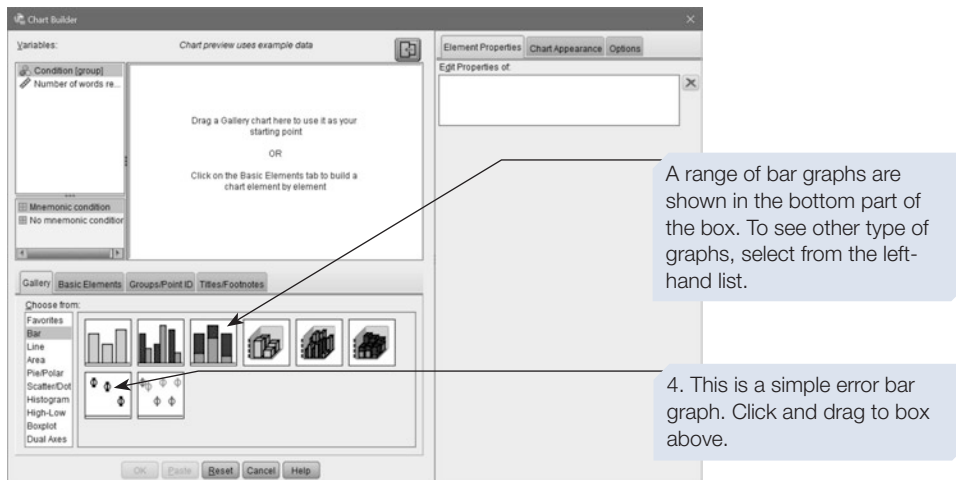 Chart Builder
Variables:
Chart preview uses example data
Condition [group]
Number of words re...
Mnemonic condition
No mnemonic condition
Drag a Gallery chart here to use it as your
starting point
OR
Click on the Basic Elements tab to build a
chart element by element
Element Properties Chart Appearance Options
Edit Properties of:
A range of bar graphs are
shown in the bottom part of
the box. To see other type of
graphs, select from the left-
hand list.
Gallery Basic Elements Groups/Point ID Titles/Footnotes
Choose from:
Favorites
Bar
Line
Area
Pie/Polar
Scatter/Dot
Histogram
High-Low
Boxplot
Dual Axes
4. This is a simple error bar
graph. Click and drag to box
above.
OK Paste Reset Cancel Help